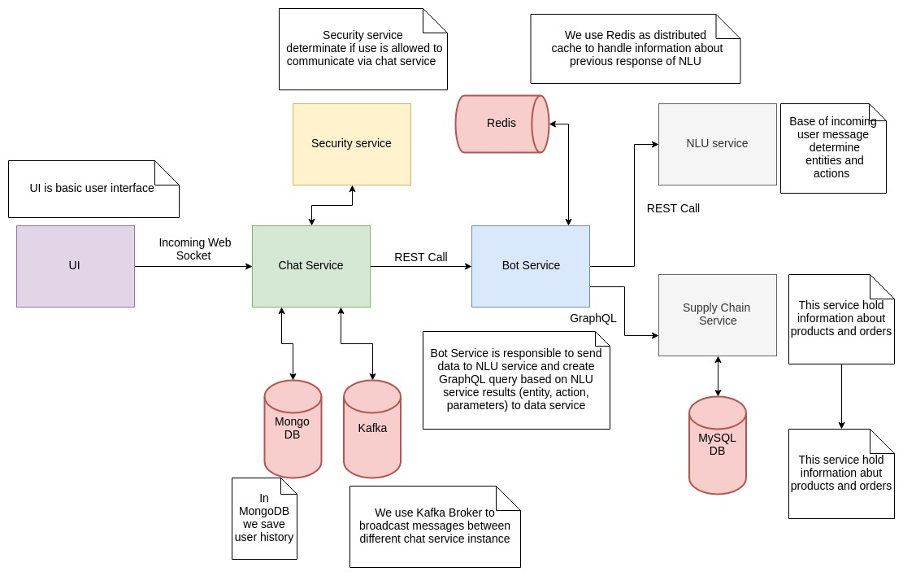 Security service
determinate if use is allowed to
communicate via chat service
We use Redis as distributed
cache to handle information about
previous response of NLU
Redis
Security service
NLU service
Base of incoming
user message
determine
entities and
actions
UI is basic user interface
REST Call
UI
Incoming Web
Socket
Chat Service
REST Call
Bot Service
GraphQL
Supply Chain
Service
This service hold
information about
products and orders
Bot Service is responsible to send
data to NLU service and create
GraphQL query based on NLU
service results (entity, action,
parameters) to data service
Mongo
DB
Kafka
MySQL
DB
This service hold
information abut
products and orders
In
MongoDB
we save
user history
We use Kafka Broker to
broadcast messages between
different chat service instance